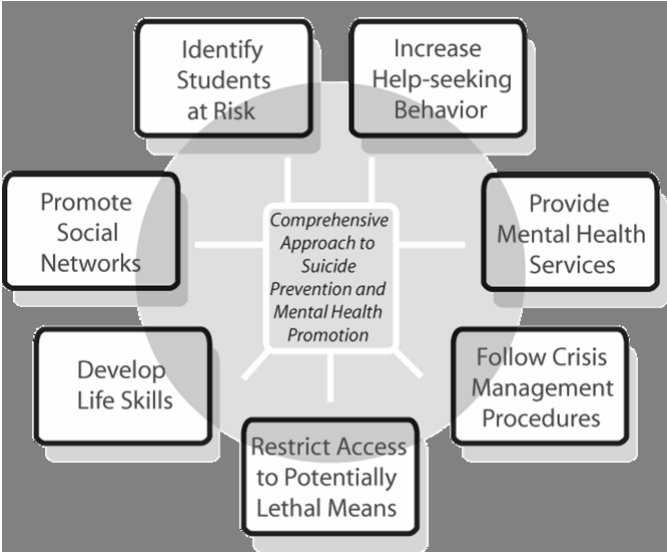 Identify
Students
at Risk
Increase
Help-seeking
Behavior
Promote
Social
Networks
Comprehensive
Approach to
Suicide
Prevention and
Mental Health
Promotion
Provide
Mental Health
Services
Develop
Life Skills
Follow Crisis
Management
Procedures
Restrict Access
to Potentially
Lethal Means